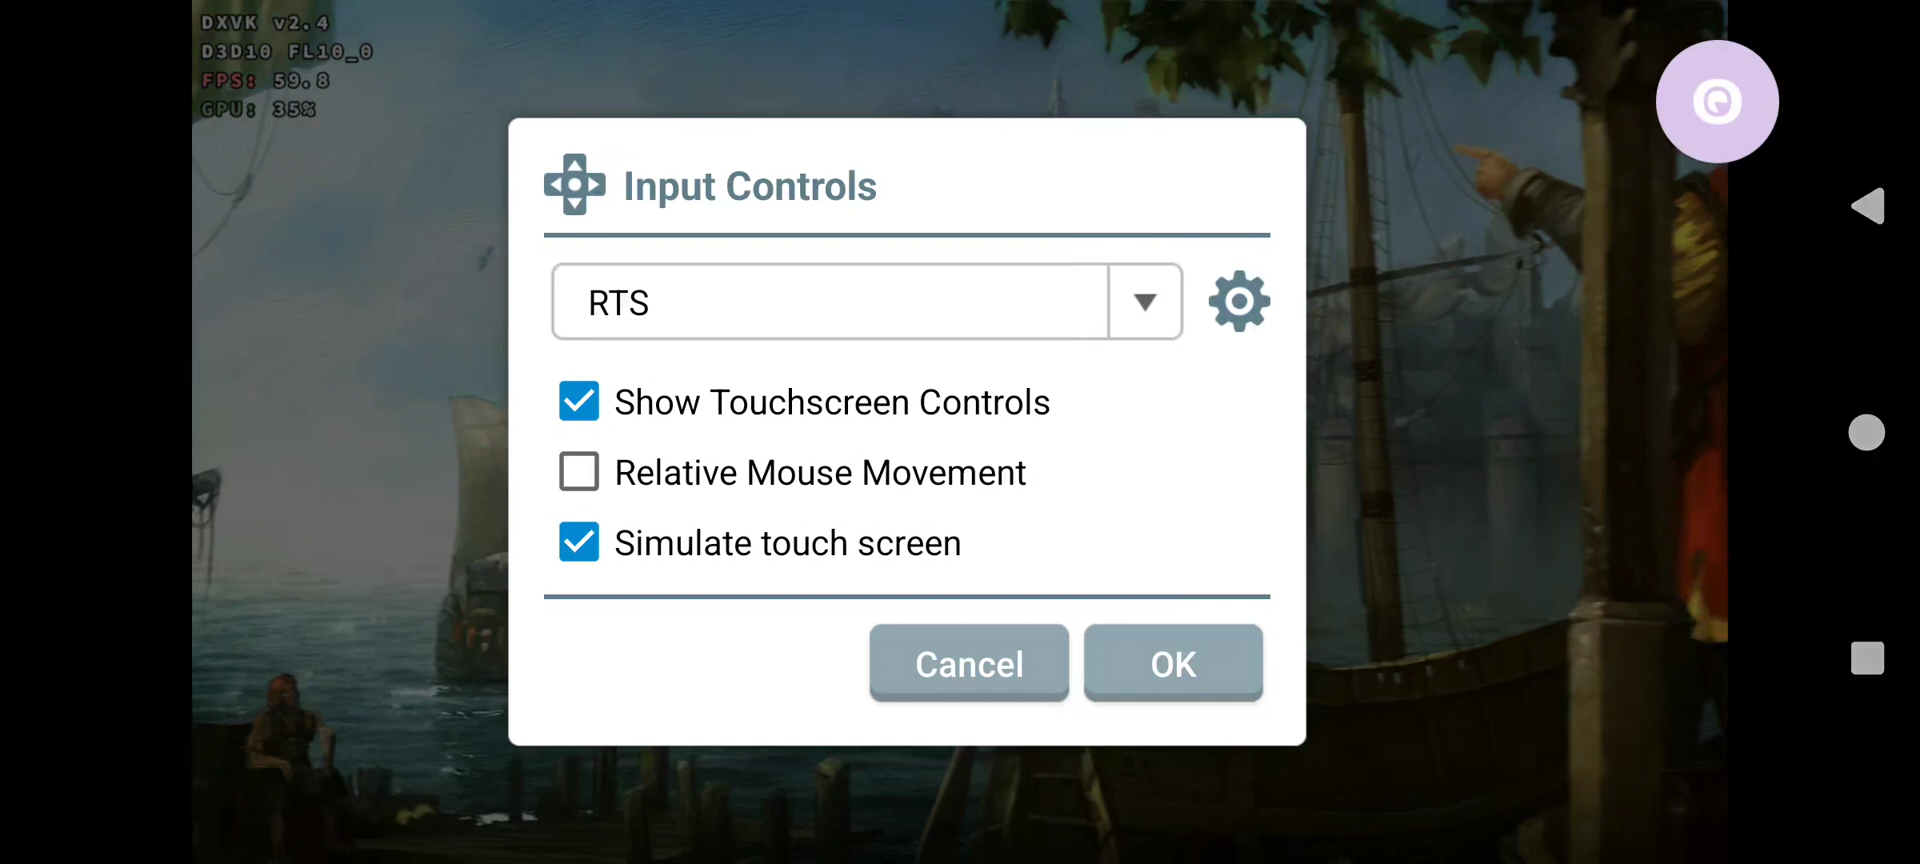 DXVK v2.4
D3D10 FL10_0
FPS: 59.8
GPU: 35%
Input Controls
RTS
Show Touchscreen Controls
Relative Mouse Movement
Simulate touch screen
Cancel
OK